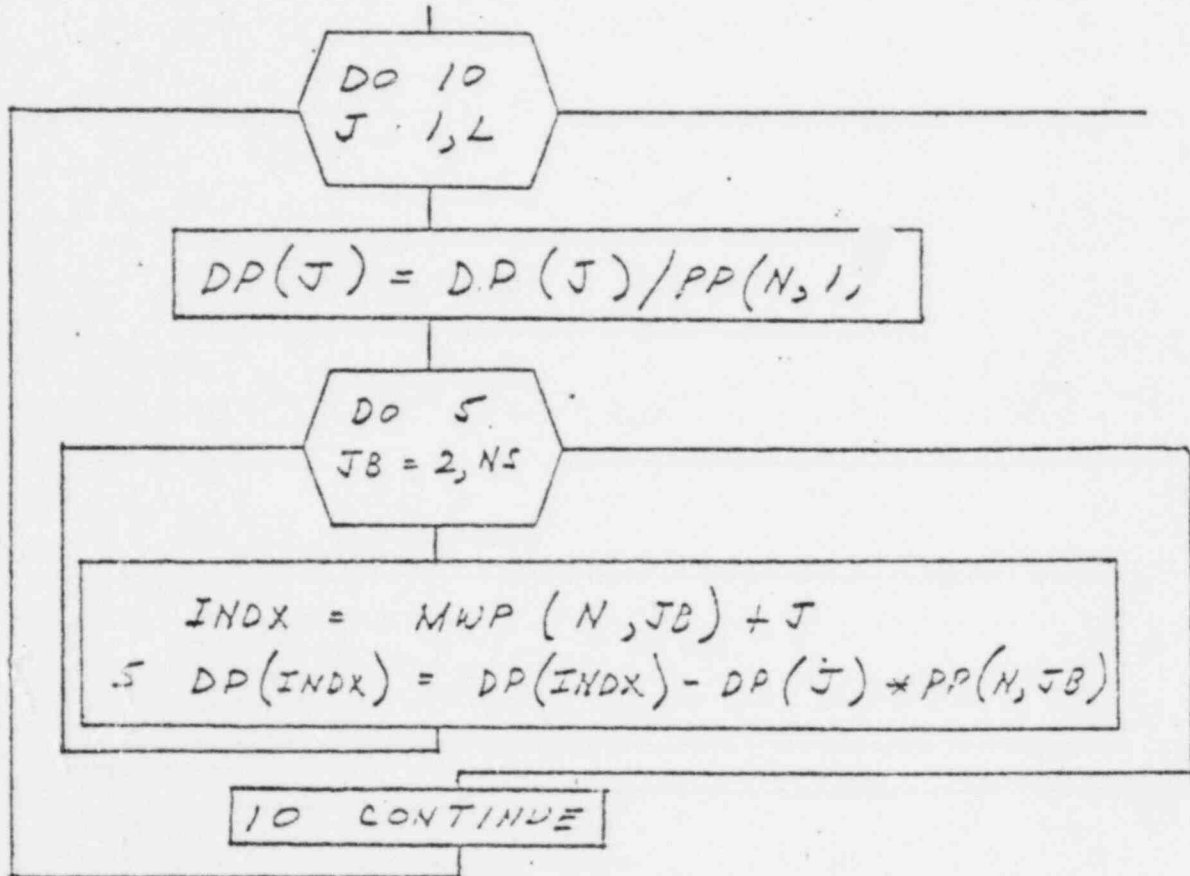 DO 10
J 1,L
DP(J) = DP(J)/PP(N,1,
DO 5
JB = 2,NS
INDX = MWP (N,JB) + J
5 DP(INDX) = DP(INDX) - DP(J) * PP(N,JB)
10 CONTINUE